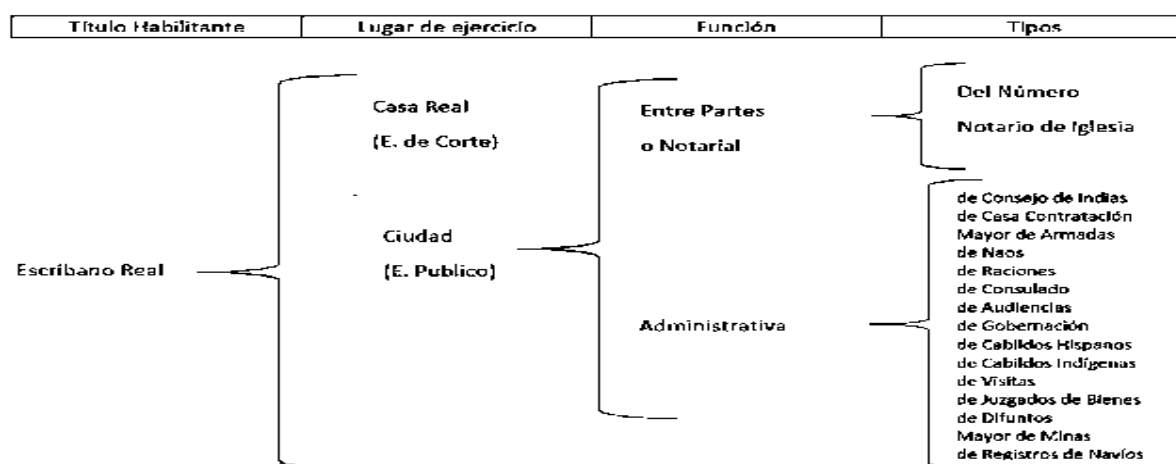 Título Habilitante Lugar de ejercicio Función Tipos
Escribano Real
Casa Real
(E. de Corte)
Ciudad
(E. Publico)
Entre Partes
o Notarial
Administrativa
Del Número
Notario de Iglesia
de Consejo de Indias
de Casa Contratación
Mayor de Armadas
de Naos
de Raciones
de Consulado
de Audiencias
de Gobernación
de Cabildos Hispanos
de Cabildos Indígenas
de Visitas
de Juzgados de Bienes
de Difuntos
Mayor de Minas
de Registros de Navíos